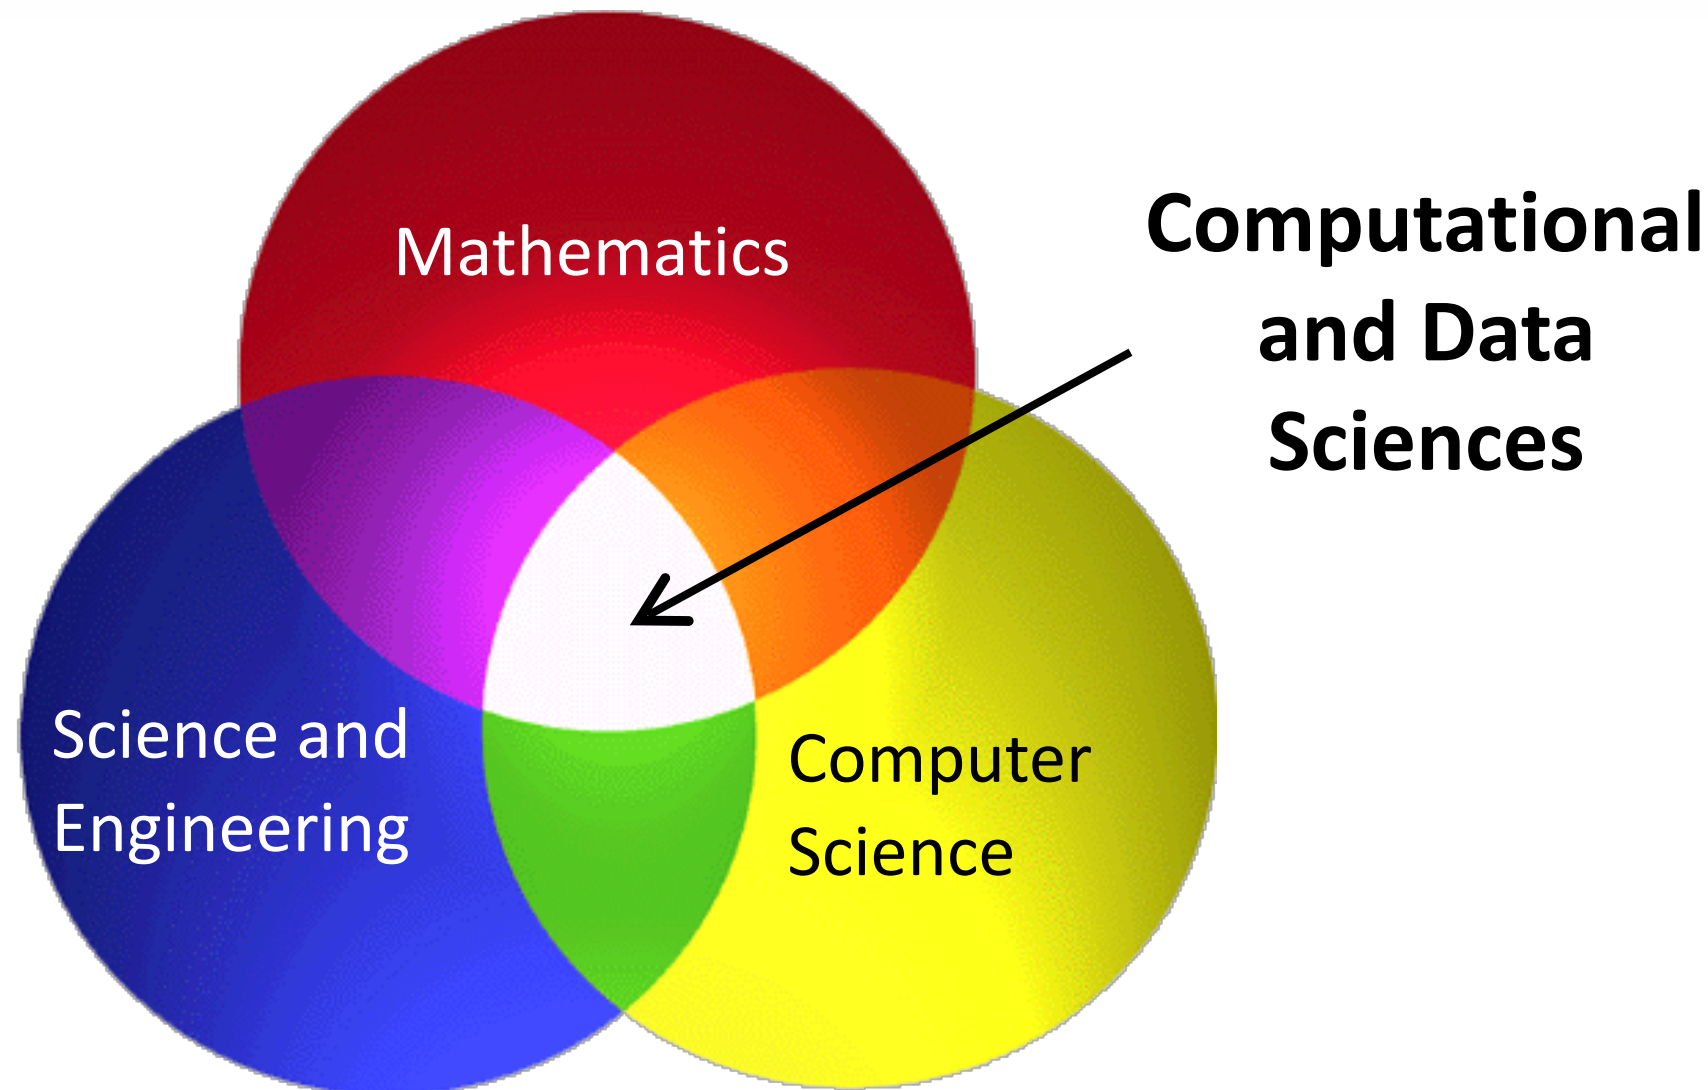 Mathematics
Computational
and Data
Sciences
Science and
Engineering
Computer
Science